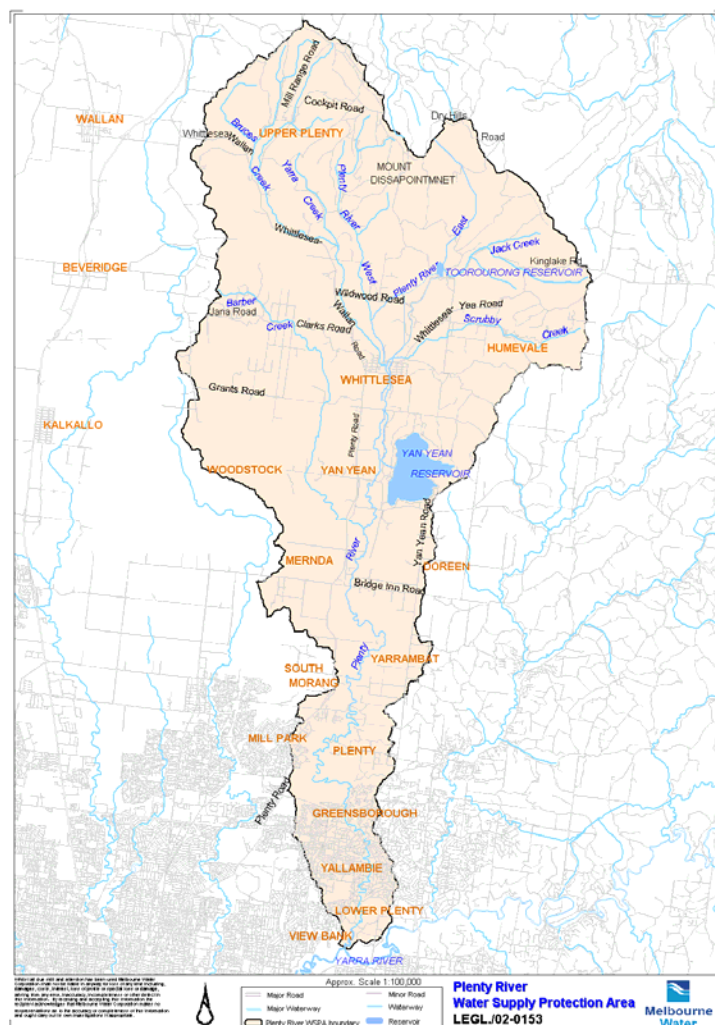 Mill Range Road
Cockpit Road
WALLAN
Dry Hills
Road
Bruces
Creek
UPPER PLENTY
Whittlesea
Wallan
Yarra
Creek
Plenty
River
West
MOUNT
DISSAPOINTMNET
East
Plenty River
Jack Creek
Kinglake Rd
Whittlesea-
BEVERIDGE
TOOROURONG RESERVOIR
Wildwood Road
Wallan
Road
Barber
Creek
Jana Road
Clarks Road
Whittlesea-
Yea Road
Scrubby
Creek
HUMEVALE
WHITTLESEA
Grants Road
Plenty Road
KALKALLO
YAN YEAN
RESERVOIR
WOODSTOCK
YAN YEAN
Yan Yean Road
River
MERNDA
DOREEN
Bridge Inn Road
Plenty
YARRAMBAT
SOUTH
MORANG
MILL PARK
PLENTY
Plenty Road
GREENSBOROUGH
YALLAMBIE
LOWER PLENTY
VIEW BANK
YARRA RIVER
Approx. Scale 1:100,000
Major Road
Minor Road
Major Waterway
Waterway
Plenty River WSPA boundary
Reservoir
Plenty River
Water Supply Protection Area
LEGL./02-0153
Melbourne
Water